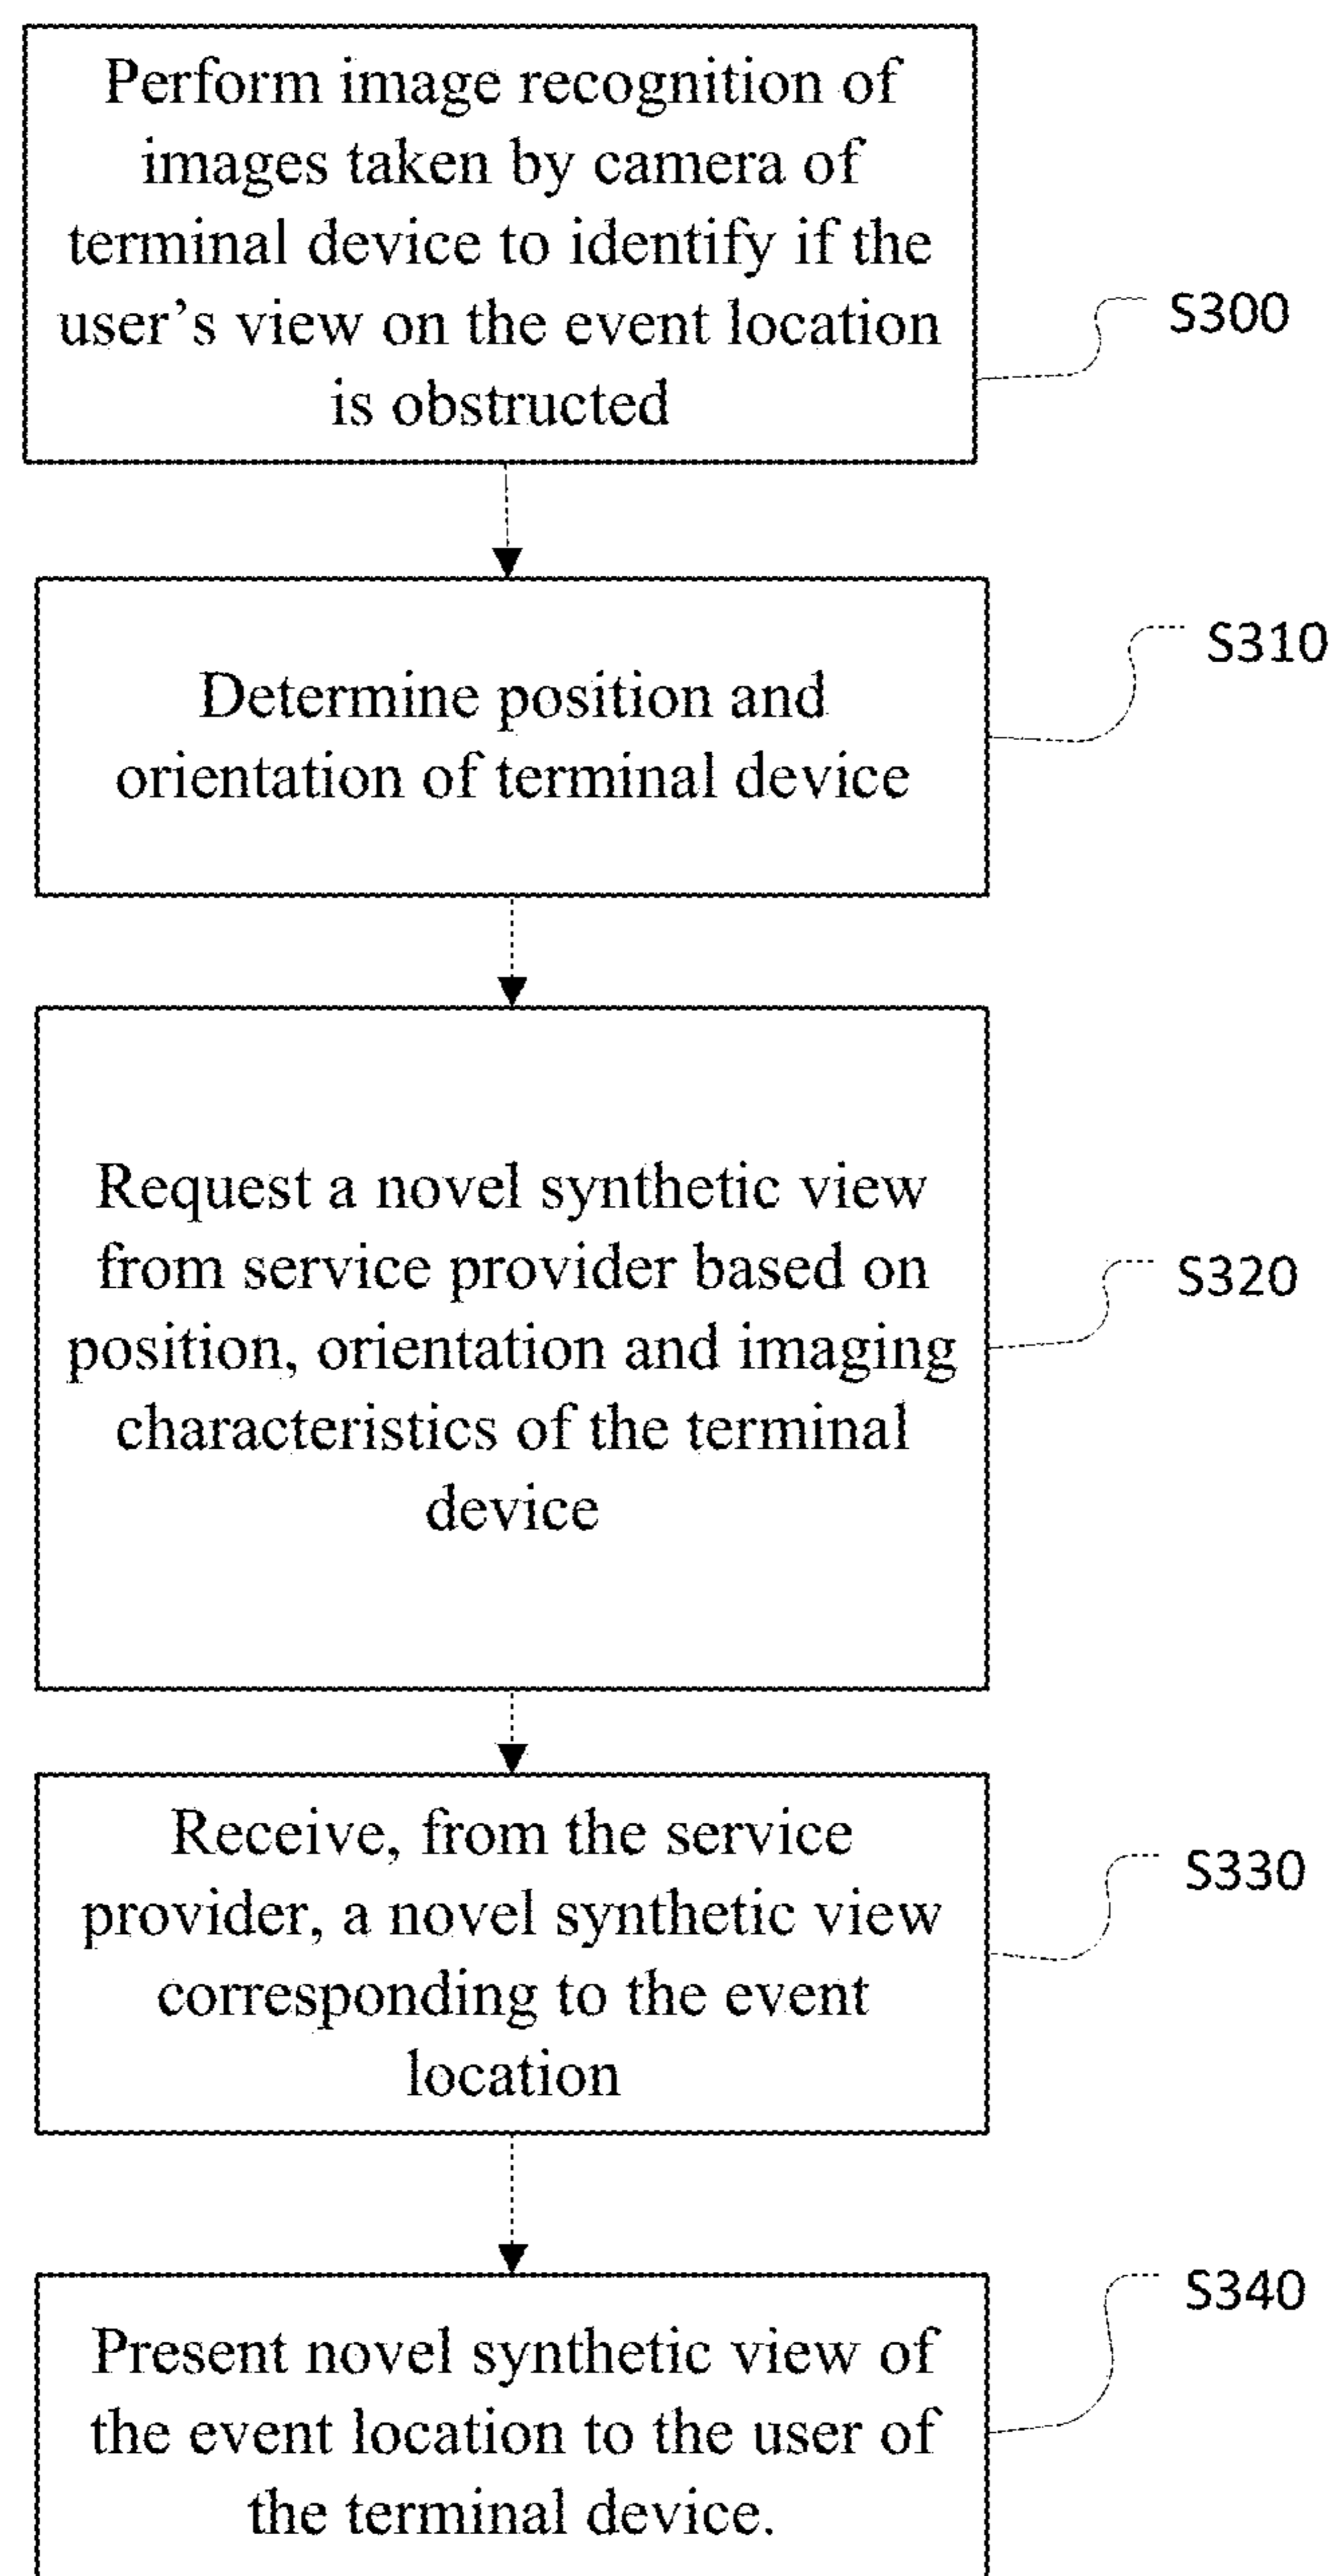 Perform image recognition of
images taken by camera of
terminal device to identify if the
user's view on the event location
is obstructed
S300
Determine position and
orientation of terminal device
S310
Request a novel synthetic view
from service provider based on
position, orientation and imaging
characteristics of the terminal
device
S320
Receive, from the service
provider, a novel synthetic view
corresponding to the event
location
S330
Present novel synthetic view of
the event location to the user of
the terminal device.
S340